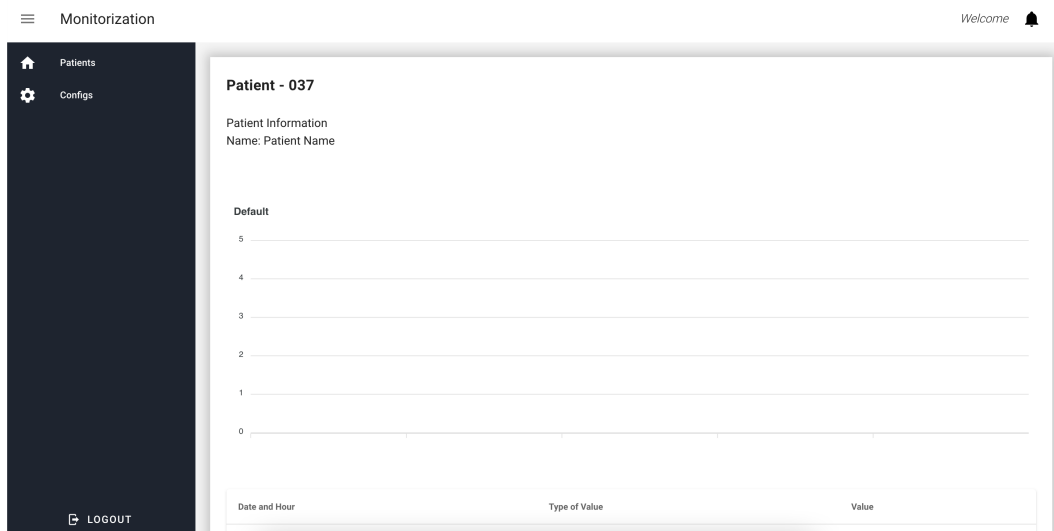 Monitorization
Welcome
Patients
Configs
Patient - 037
Patient Information
Name: Patient Name
Default
5
4
3
2
1
0
Date and Hour Type of Value Value
LOGOUT